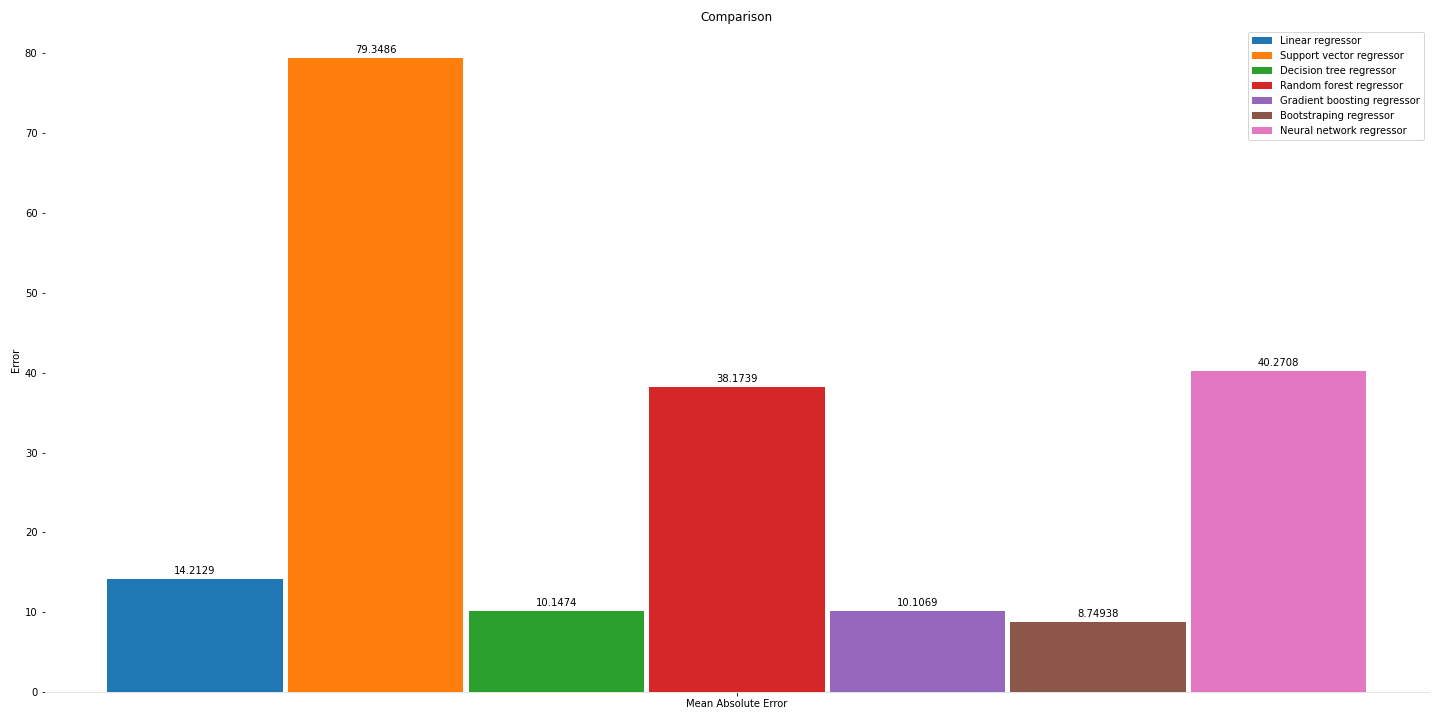 Comparison
Linear regressor
Support vector regressor
Decision tree regressor
Random forest regressor
Gradient boosting regressor
Bootstraping regressor
Neural network regressor
80
70
60
50
40
30
20
10
0
Error
14.2129
79.3486
10.1474
38.1739
10.1069
8.74938
40.2708
Mean Absolute Error